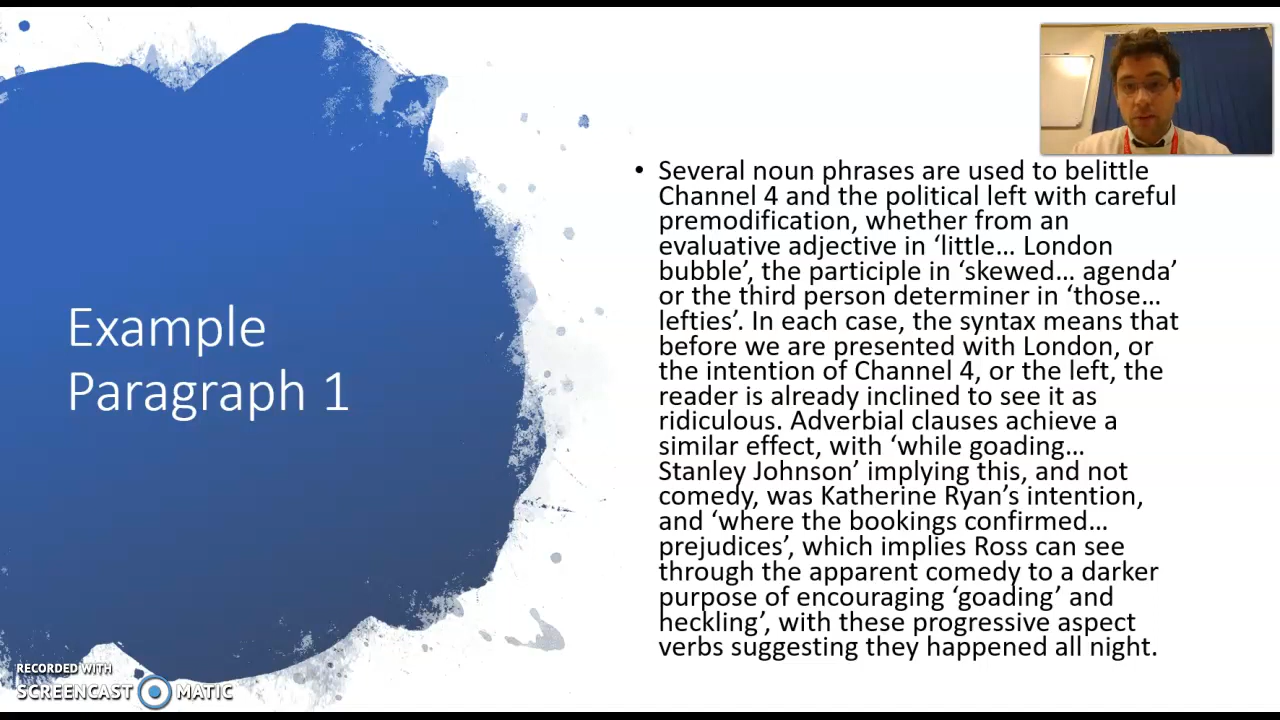 Example
Paragraph 1
• Several noun phrases are used to belittle
Channel 4 and the political left with careful
premodification, whether from an
evaluative adjective in ‘little… London
bubble’, the participle in ‘skewed… agenda’
or the third person determiner in ‘those…
lefties’. In each case, the syntax means that
before we are presented with London, or
the intention of Channel 4, or the left, the
reader is already inclined to see it as
ridiculous. Adverbial clauses achieve a
similar effect, with ‘while goading…
Stanley Johnson’ implying this, and not
comedy, was Katherine Ryan’s intention,
and ‘where the bookings confirmed…
prejudices’, which implies Ross can see
through the apparent comedy to a darker
purpose of encouraging ‘goading’ and
heckling’, with these progressive aspect
verbs suggesting they happened all night.
RECORDED WITH
SCREENCAST MATIC